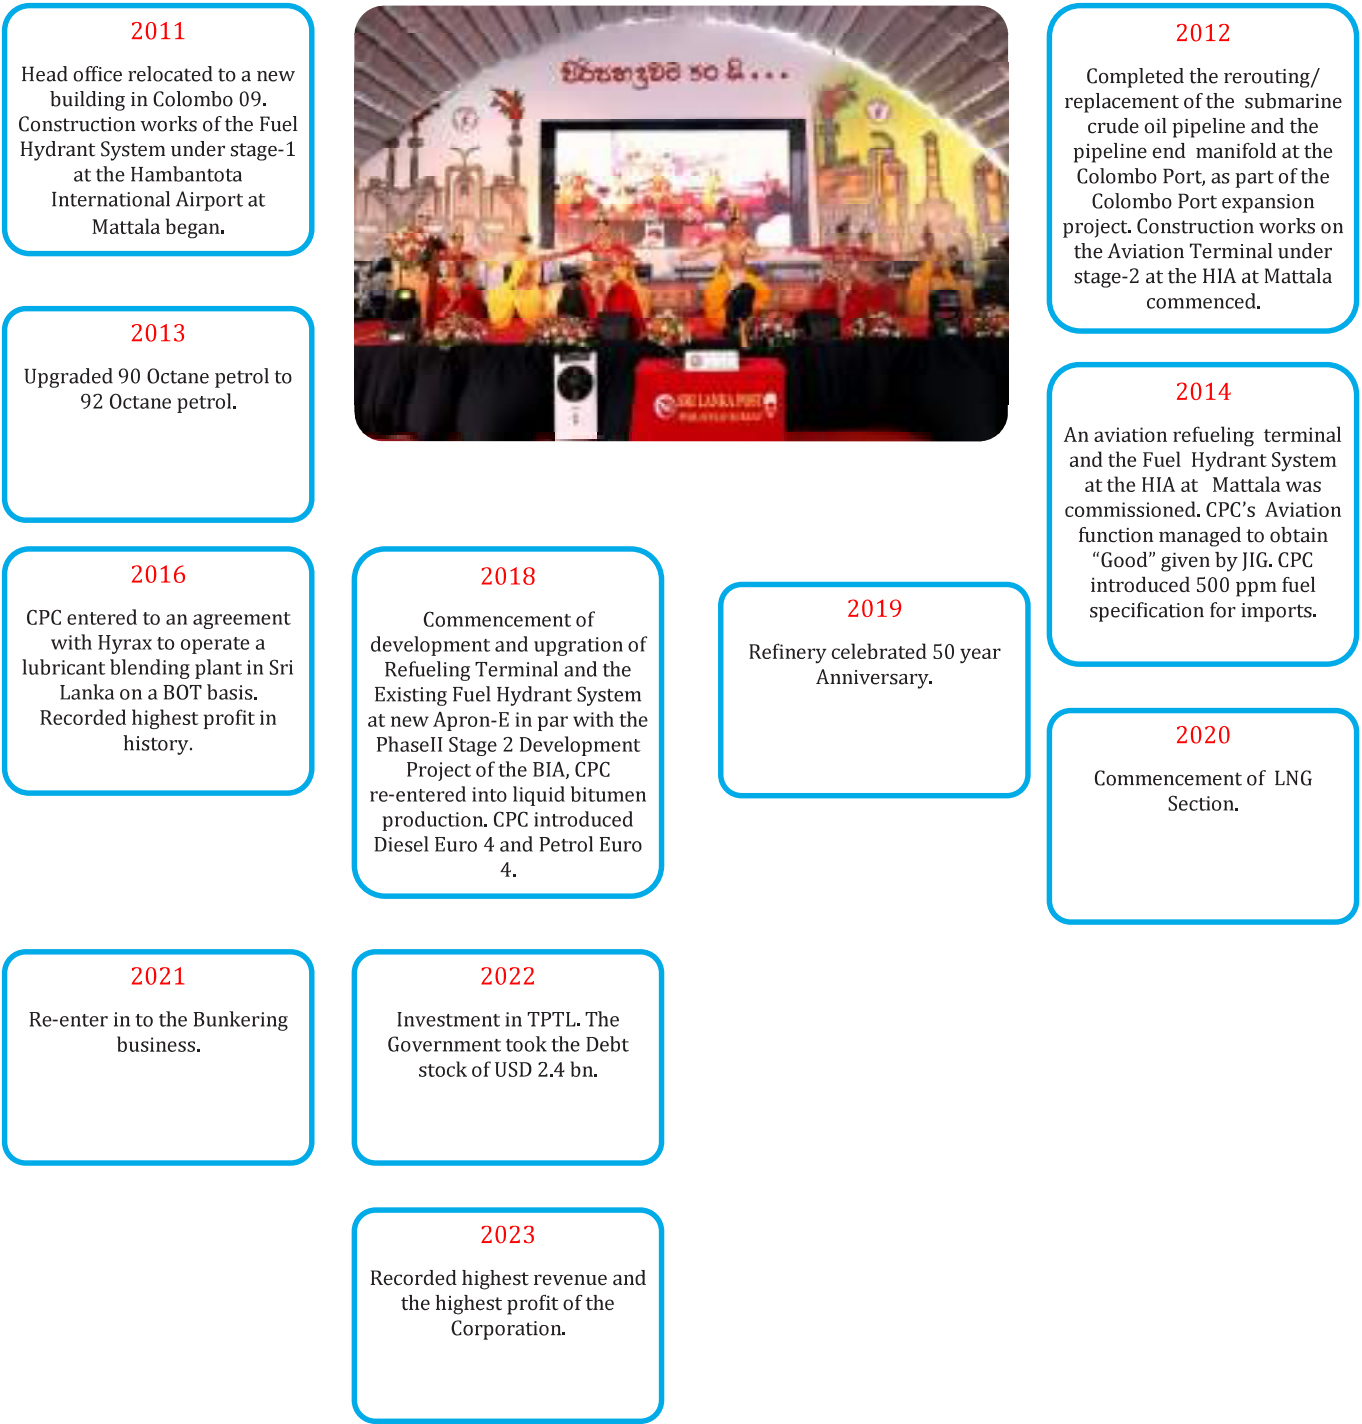 2011
Head office relocated to a new
building in Colombo 09.
Construction works of the Fuel
Hydrant System under stage-1
at the Hambantota
International Airport at
Mattala began.
SRI LANKA POST
2012
Completed the rerouting/
replacement of the submarine
crude oil pipeline and the
pipeline end manifold at the
Colombo Port, as part of the
Colombo Port expansion
project. Construction works on
the Aviation Terminal under
stage-2 at the HIA at Mattala
commenced.
2013
Upgraded 90 Octane petrol to
92 Octane petrol.
2014
An aviation refueling terminal
and the Fuel Hydrant System
at the HIA at Mattala was
commissioned. CPC’s Aviation
function managed to obtain
“Good” given by JIG. CPC
introduced 500 ppm fuel
specification for imports.
2016
CPC entered to an agreement
with Hyrax to operate a
lubricant blending plant in Sri
Lanka on a BOT basis.
Recorded highest profit in
history.
2018
Commencement of
development and upgration of
Refueling Terminal and the
Existing Fuel Hydrant System
at new Apron-E in par with the
PhaseII Stage 2 Development
Project of the BIA, CPC
re-entered into liquid bitumen
production. CPC introduced
Diesel Euro 4 and Petrol Euro
4.
2019
Refinery celebrated 50 year
Anniversary.
2020
Commencement of LNG
Section.
2021
Re-enter in to the Bunkering
business.
2022
Investment in TPTL. The
Government took the Debt
stock of USD 2.4 bn.
2023
Recorded highest revenue and
the highest profit of the
Corporation.